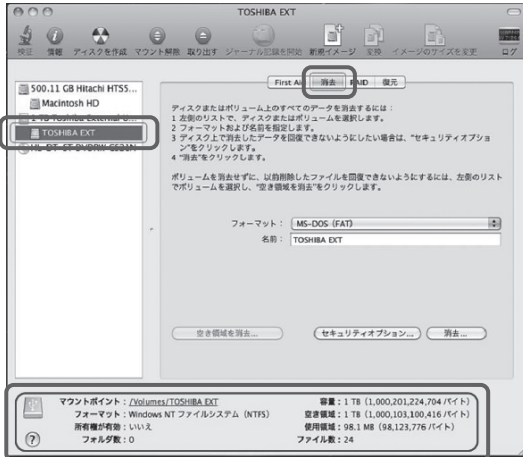 TOSHIBA EXT
検証 情報 ディスクを作成 マウント解除 取り出す ジャーナル記録を開始 新規イメージ 変換 イメージのサイズを変更 ログ
500.11 GB Hitachi HTS5...
Macintosh HD
1 TB Toshiba External U...
TOSHIBA EXT
HL-DT-ST DVDRW GS21N
First Aid 消去 RAID 復元
ディスクまたはボリューム上のすべてのデータを消去するには：
1 左側のリストで、ディスクまたはボリュームを選択します。
2 フォーマットおよび名前を指定します。
3 ディスク上で消去したデータを回復できないようにしたい場合は、“セキュリティオプショ
ン”をクリックします。
4 “消去”をクリックします。
ボリュームを消去せずに、以前削除したファイルを回復できないようにするには、左側のリスト
でボリュームを選択し、“空き領域を消去”をクリックします。
フォーマット： MS-DOS (FAT)
名前： TOSHIBA EXT
空き領域を消去... セキュリティオプション... 消去...
マウントポイント：/Volumes/TOSHIBA EXT
フォーマット：Windows NT ファイルシステム (NTFS)
所有権が有効：いいえ
フォルダ数：0
容量：1 TB (1,000,201,224,704 バイト)
空き領域：1 TB (1,000,103,100,416 バイト)
使用領域：98.1 MB (98,123,776 バイト)
ファイル数：24
?